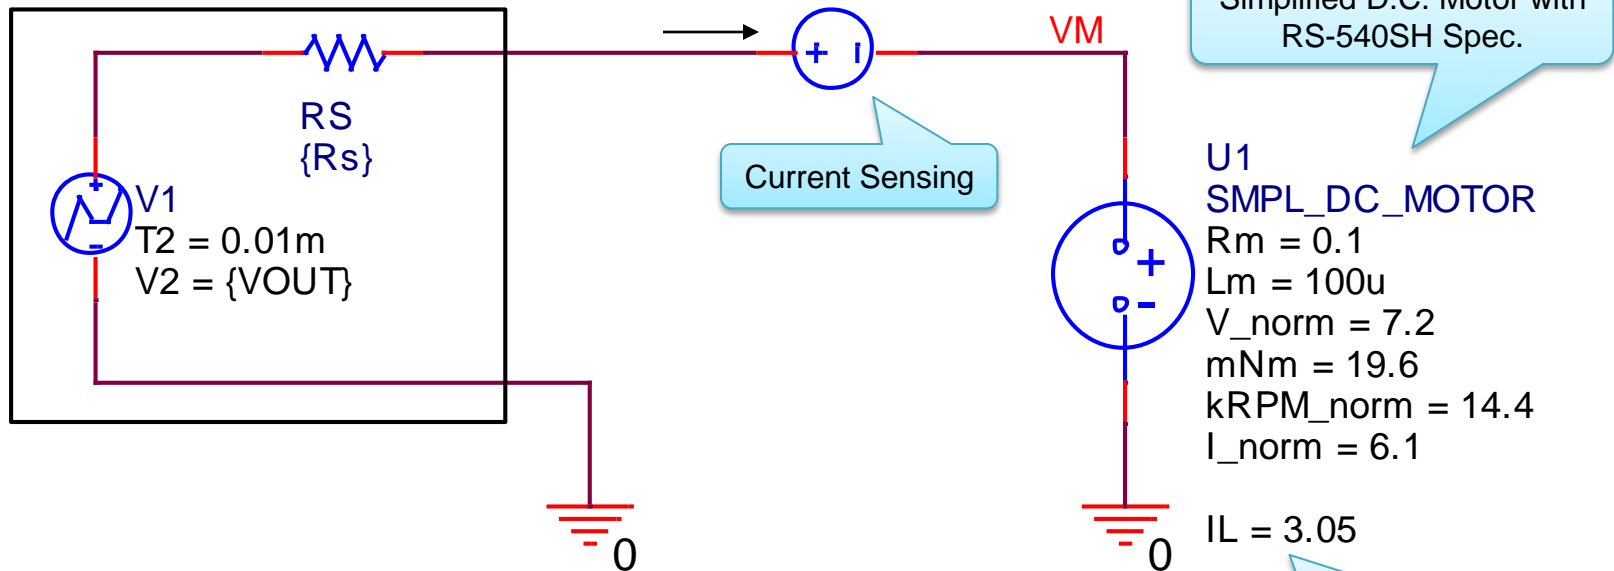 Simplified D.C. Motor with
RS-540SH Spec.
VM
RS
{Rs}
Current Sensing
V1
T2 = 0.01m
V2 = {VOUT}
U1
SMPL_DC_MOTOR
Rm = 0.1
Lm = 100u
V_norm = 7.2
mNm = 19.6
kRPM_norm = 14.4
I_norm = 6.1
IL = 3.05
0
0